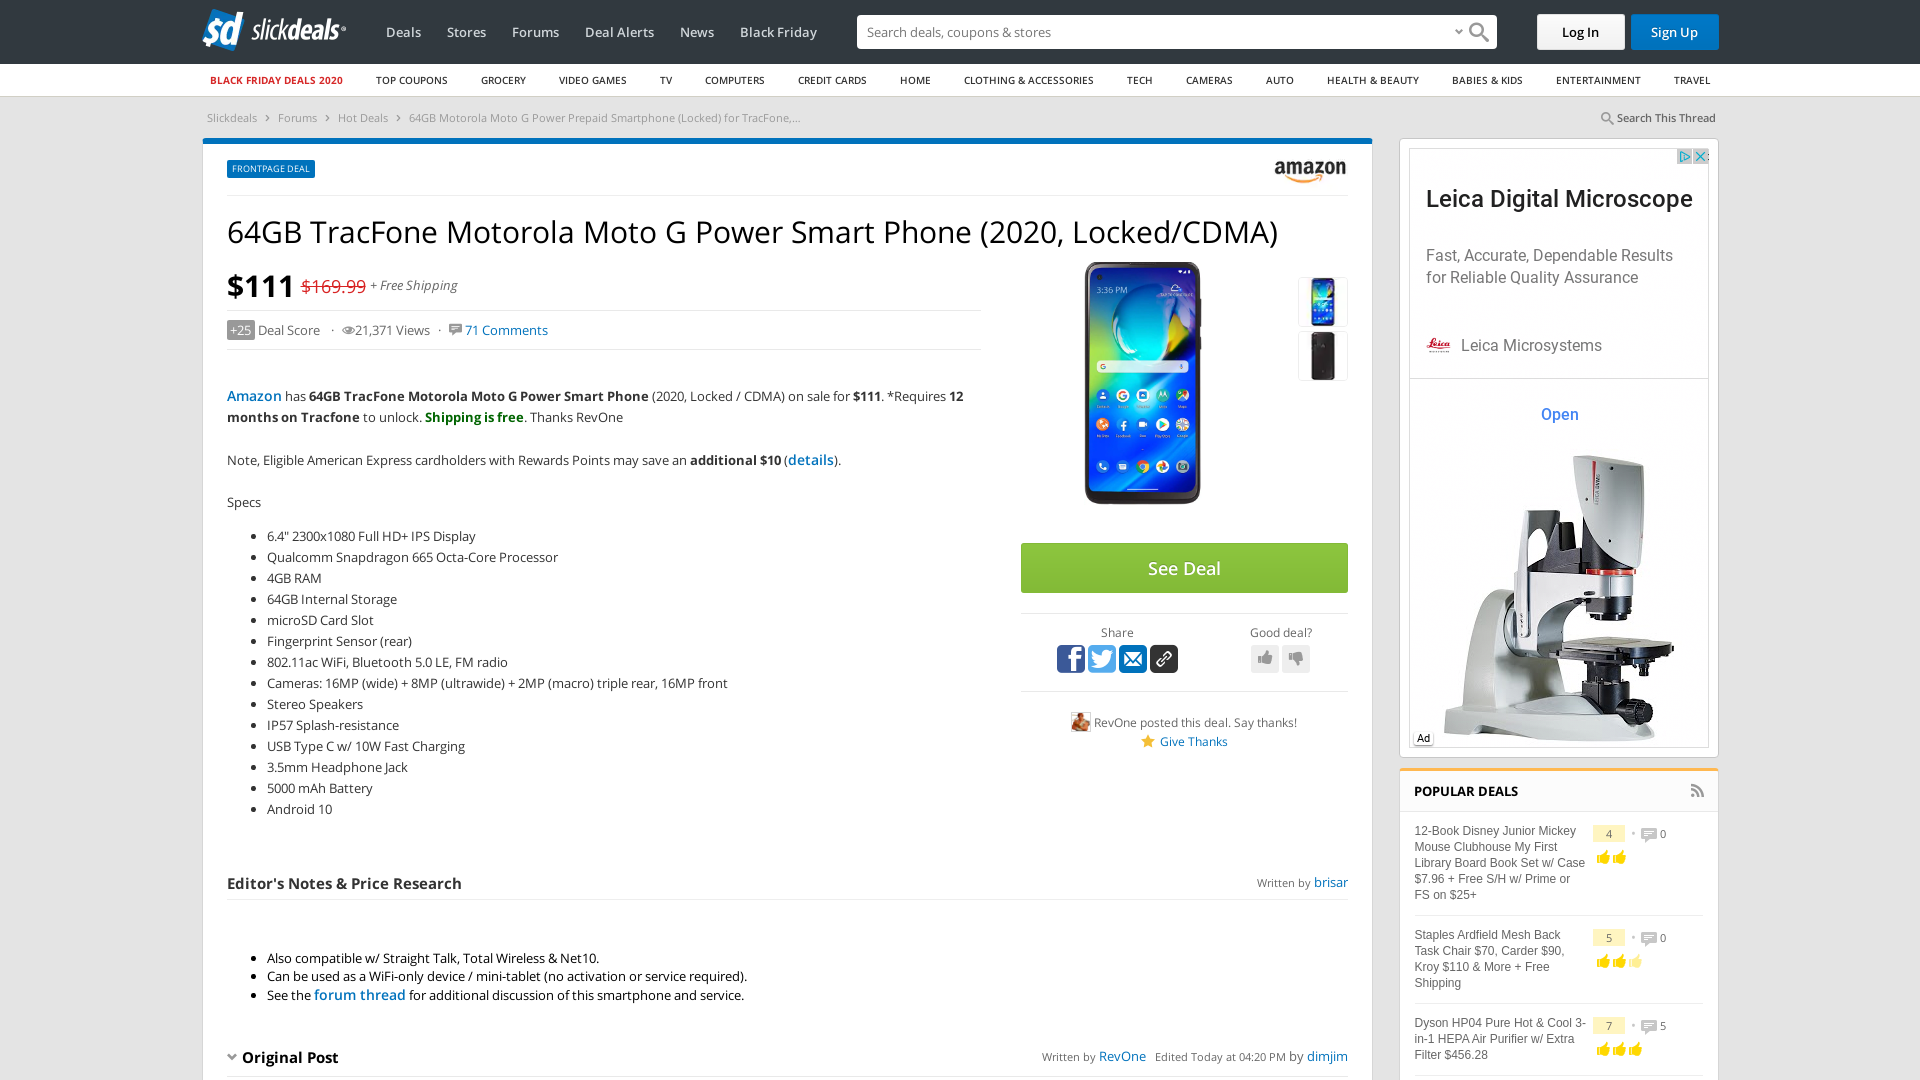 slickdeals
Deals
Stores
Forums
Deal Alerts
News
Black Friday
Search deals, coupons & stores
Log In
Sign Up
BLACK FRIDAY DEALS 2020
TOP COUPONS
GROCERY
VIDEO GAMES
TV
COMPUTERS
CREDIT CARDS
HOME
CLOTHING & ACCESSORIES
TECH
CAMERAS
AUTO
HEALTH & BEAUTY
BABIES & KIDS
ENTERTAINMENT
TRAVEL
Slickdeals › Forums › Hot Deals › 64GB Motorola Moto G Power Prepaid Smartphone (Locked) for TracFone,...
Search This Thread
FRONTPAGE DEAL
amazon
64GB TracFone Motorola Moto G Power Smart Phone (2020, Locked/CDMA)
$111 $169.99 + Free Shipping
+25 Deal Score · 21,371 Views · 71 Comments
Amazon has 64GB TracFone Motorola Moto G Power Smart Phone (2020, Locked / CDMA) on sale for $111. *Requires 12
months on Tracfone to unlock. Shipping is free. Thanks RevOne
Note, Eligible American Express cardholders with Rewards Points may save an additional $10 (details).
Specs
6.4" 2300x1080 Full HD+ IPS Display
Qualcomm Snapdragon 665 Octa-Core Processor
4GB RAM
64GB Internal Storage
microSD Card Slot
Fingerprint Sensor (rear)
802.11ac WiFi, Bluetooth 5.0 LE, FM radio
Cameras: 16MP (wide) + 8MP (ultrawide) + 2MP (macro) triple rear, 16MP front
Stereo Speakers
IP57 Splash-resistance
USB Type C w/ 10W Fast Charging
3.5mm Headphone Jack
5000 mAh Battery
Android 10
3:36 PM
See Deal
Share
Good deal?
RevOne posted this deal. Say thanks!
Give Thanks
Editor's Notes & Price Research
Written by brisar
Also compatible w/ Straight Talk, Total Wireless & Net10.
Can be used as a WiFi-only device / mini-tablet (no activation or service required).
See the forum thread for additional discussion of this smartphone and service.
Original Post
Written by RevOne Edited Today at 04:20 PM by dimjim
Leica Digital Microscope
Fast, Accurate, Dependable Results
for Reliable Quality Assurance
Leica
Leica Microsystems
Open
Ad
POPULAR DEALS
12-Book Disney Junior Mickey
Mouse Clubhouse My First
Library Board Book Set w/ Case
$7.96 + Free S/H w/ Prime or
FS on $25+
4 • 0
Staples Ardfield Mesh Back
Task Chair $70, Carder $90,
Kroy $110 & More + Free
Shipping
5 • 0
Dyson HP04 Pure Hot & Cool 3-
in-1 HEPA Air Purifier w/ Extra
Filter $456.28
7 • 5